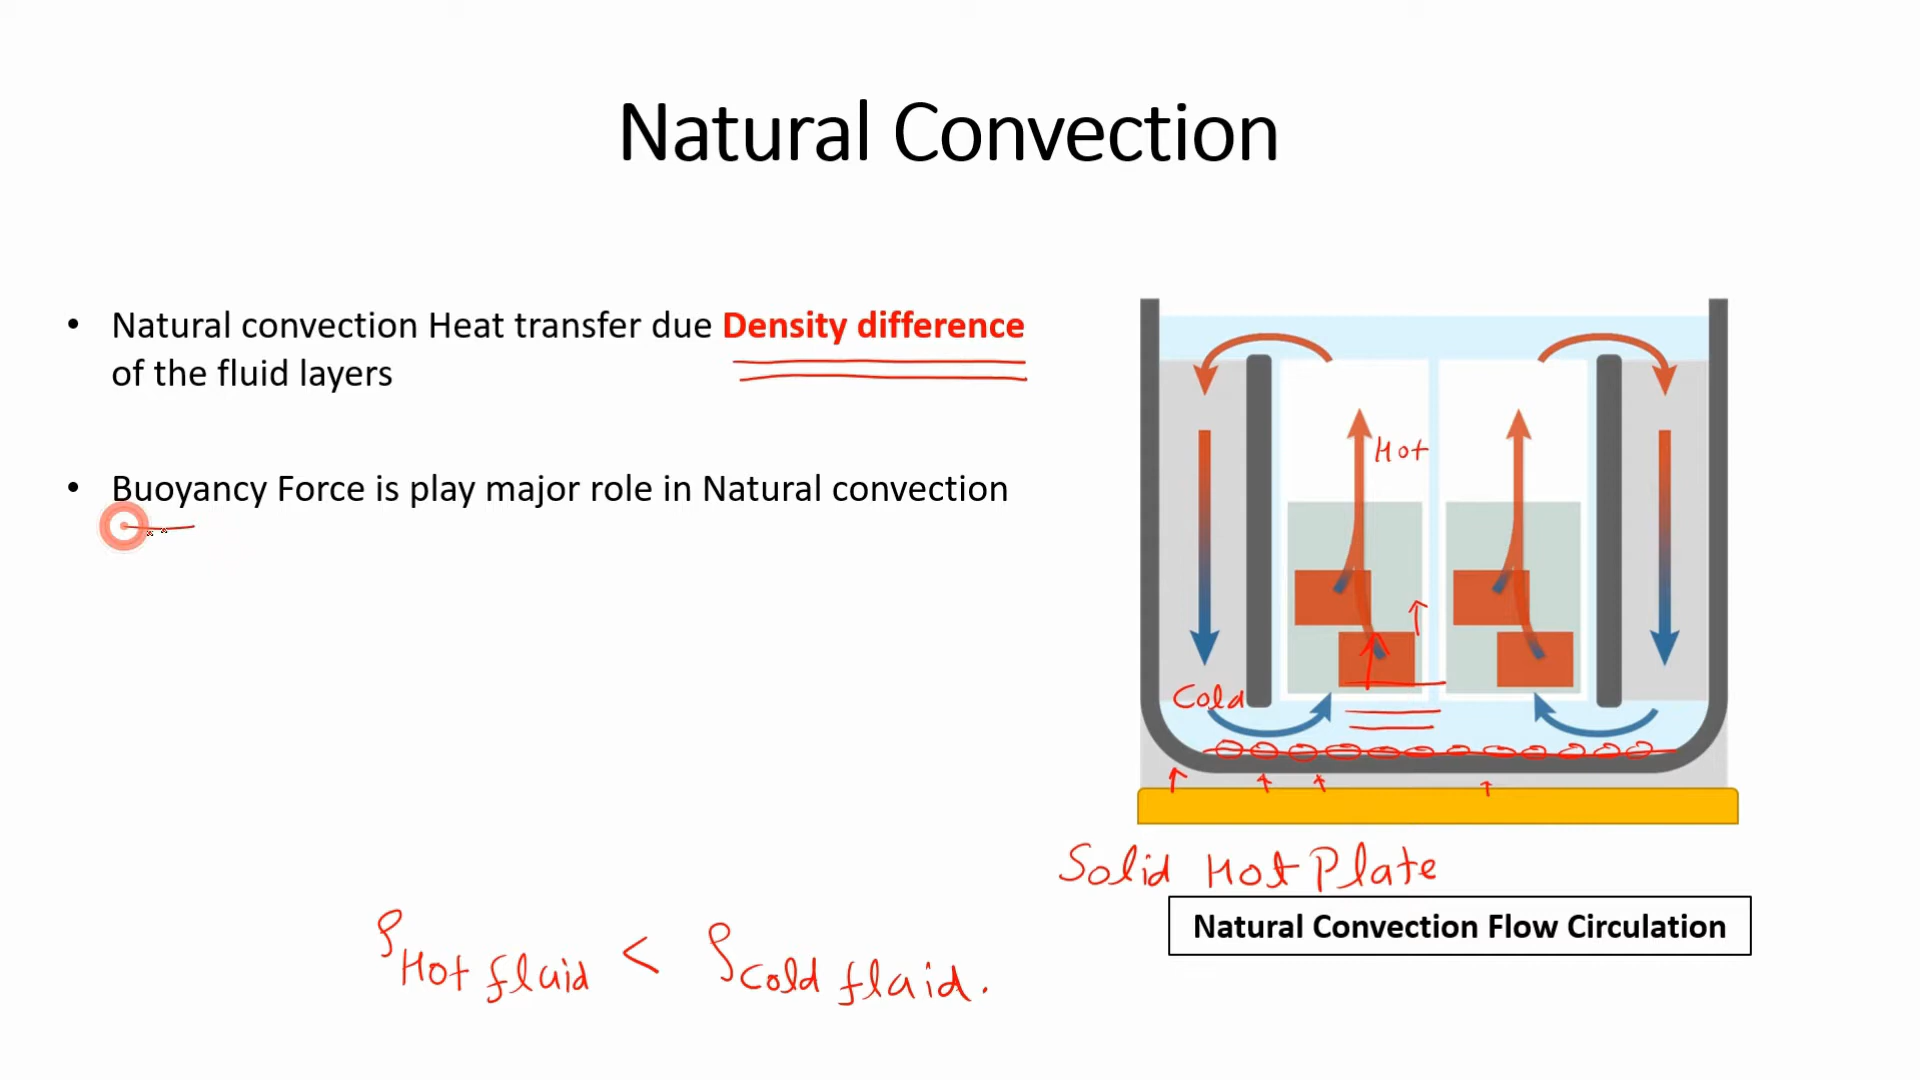 Natural Convection
• Natural convection Heat transfer due Density difference
of the fluid layers
• Buoyancy Force is play major role in Natural convection
Hot
Cold
Solid Hot Plate
Natural Convection Flow Circulation
ρHot fluid < ρCold fluid.